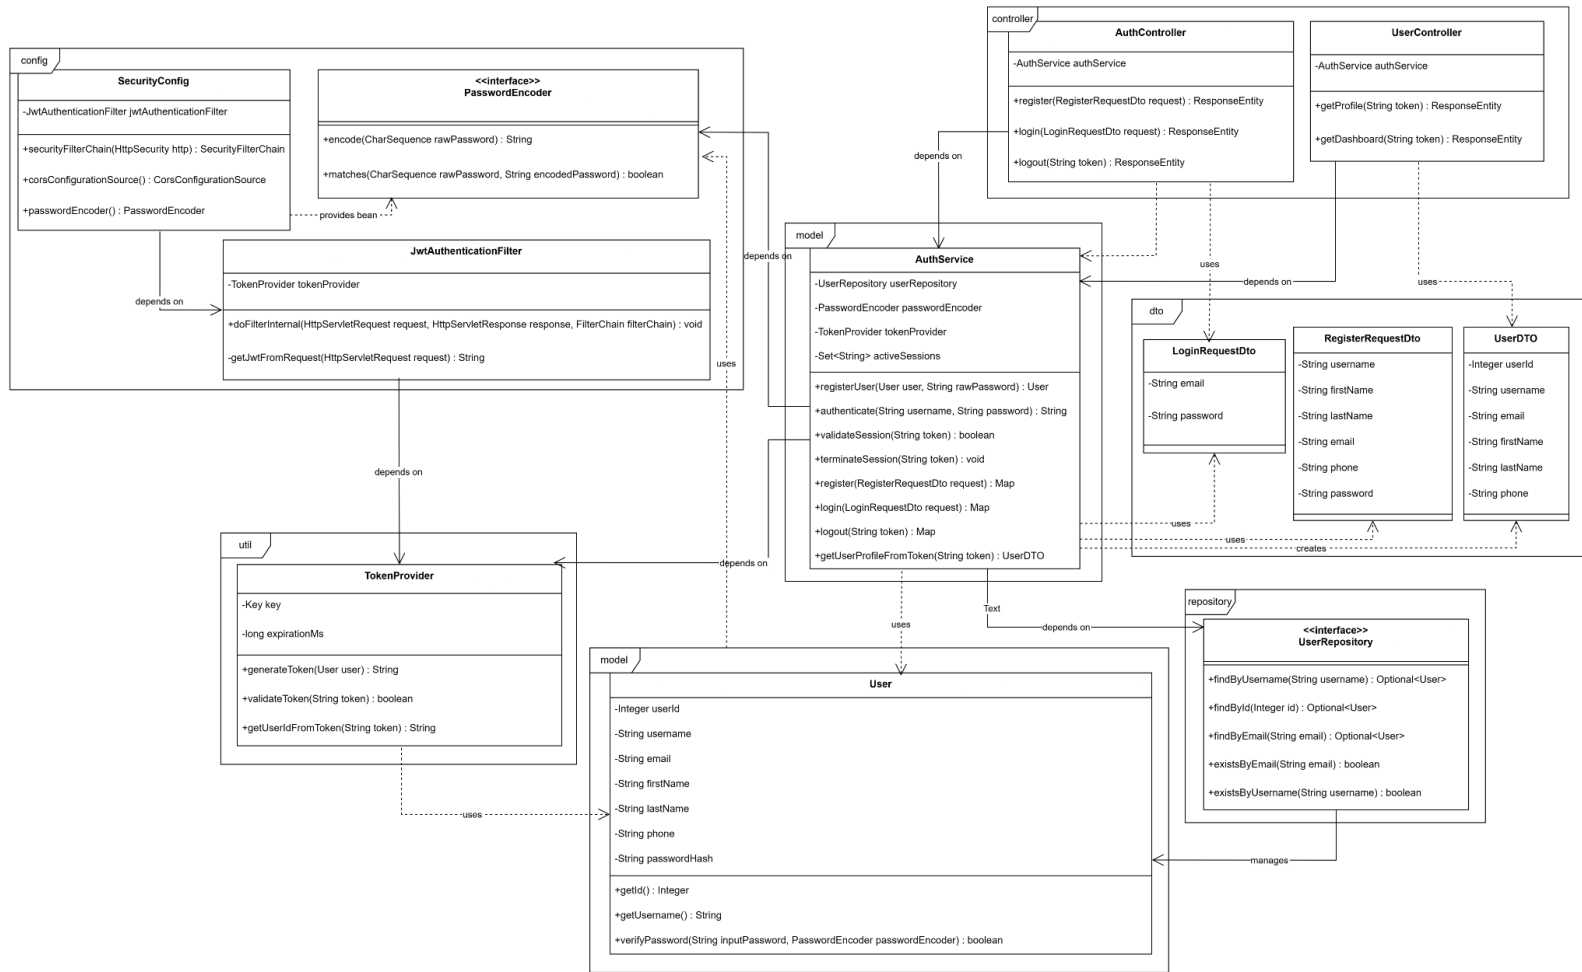 config
SecurityConfig
-JwtAuthenticationFilter jwtAuthenticationFilter
+securityFilterChain(HttpSecurity http) : SecurityFilterChain
+corsConfigurationSource() : CorsConfigurationSource
+passwordEncoder() : PasswordEncoder
<<interface>>
PasswordEncoder
+encode(CharSequence rawPassword) : String
+matches(CharSequence rawPassword, String encodedPassword) : boolean
provides bean
depends on
JwtAuthenticationFilter
-TokenProvider tokenProvider
+doFilterInternal(HttpServletRequest request, HttpServletResponse response, FilterChain filterChain) : void
-getJwtFromRequest(HttpServletRequest request) : String
depends on
uses
depends on
controller
AuthController
-AuthService authService
+register(RegisterRequestDto request) : ResponseEntity
+login(LoginRequestDto request) : ResponseEntity
+logout(String token) : ResponseEntity
UserController
-AuthService authService
+getProfile(String token) : ResponseEntity
+getDashboard(String token) : ResponseEntity
depends on
uses
depends on
uses
model
AuthService
-UserRepository userRepository
-PasswordEncoder passwordEncoder
-TokenProvider tokenProvider
-Set<String> activeSessions
+registerUser(User user, String rawPassword) : User
+authenticate(String username, String password) : String
+validateSession(String token) : boolean
+terminateSession(String token) : void
+register(RegisterRequestDto request) : Map
+login(LoginRequestDto request) : Map
+logout(String token) : Map
+getUserProfileFromToken(String token) : UserDTO
dto
LoginRequestDto
-String email
-String password
RegisterRequestDto
-String username
-String firstName
-String lastName
-String email
-String phone
-String password
UserDTO
-Integer userId
-String username
-String email
-String firstName
-String lastName
-String phone
uses
uses
creates
util
TokenProvider
-Key key
-long expirationMs
+generateToken(User user) : String
+validateToken(String token) : boolean
+getUserIdFromToken(String token) : String
depends on
uses
uses
Text
depends on
repository
<<interface>>
UserRepository
+findByUsername(String username) : Optional<User>
+findById(Integer id) : Optional<User>
+findByEmail(String email) : Optional<User>
+existsByEmail(String email) : boolean
+existsByUsername(String username) : boolean
manages
model
User
-Integer userId
-String username
-String email
-String firstName
-String lastName
-String phone
-String passwordHash
+getId() : Integer
+getUsername() : String
+verifyPassword(String inputPassword, PasswordEncoder passwordEncoder) : boolean